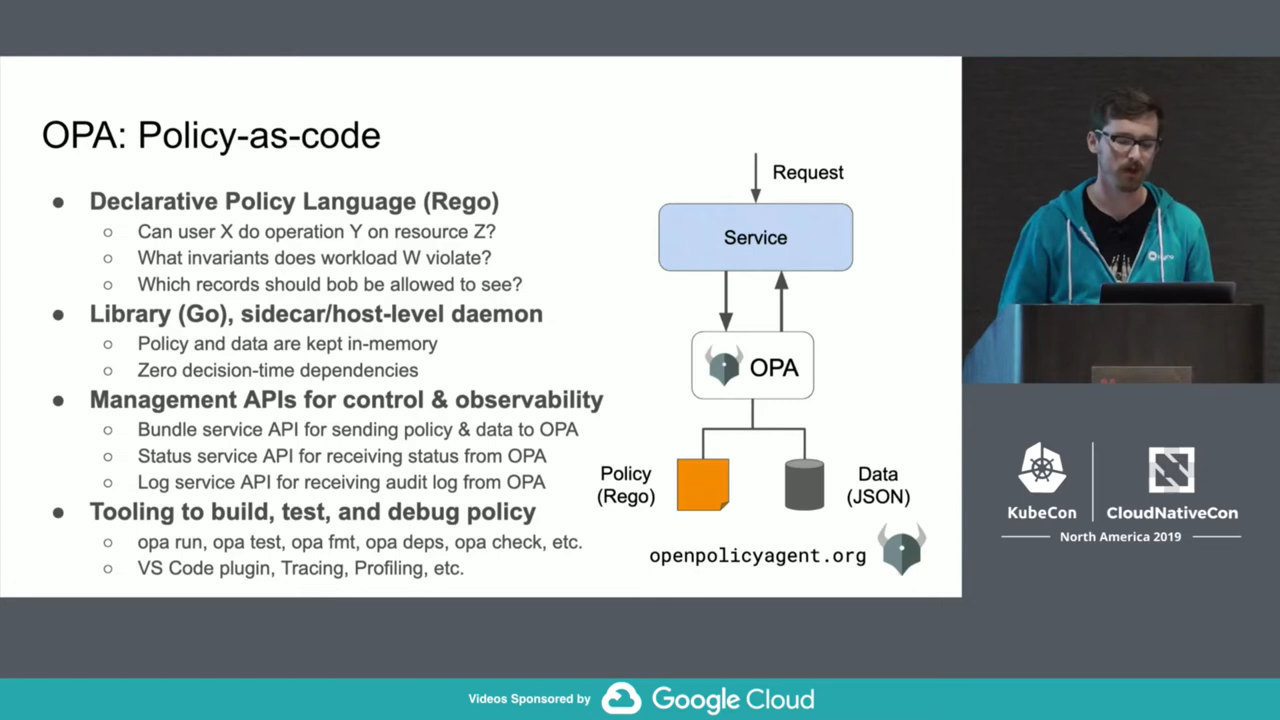 OPA: Policy-as-code
● Declarative Policy Language (Rego)
○ Can user X do operation Y on resource Z?
○ What invariants does workload W violate?
○ Which records should bob be allowed to see?
● Library (Go), sidecar/host-level daemon
○ Policy and data are kept in-memory
○ Zero decision-time dependencies
● Management APIs for control & observability
○ Bundle service API for sending policy & data to OPA
○ Status service API for receiving status from OPA
○ Log service API for receiving audit log from OPA
● Tooling to build, test, and debug policy
○ opa run, opa test, opa fmt, opa deps, opa check, etc.
○ VS Code plugin, Tracing, Profiling, etc.
Request
Service
OPA
Policy
(Rego)
Data
(JSON)
openpolicyagent.org
KubeCon
CloudNativeCon
North America 2019
Videos Sponsored by
Google Cloud